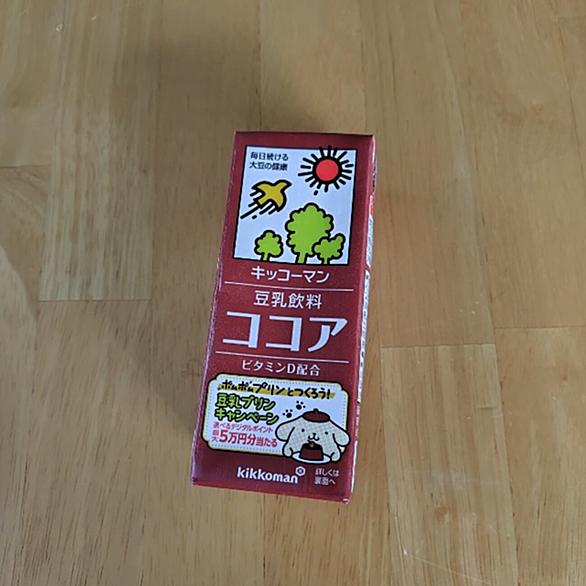 毎日続ける
大豆の健康
キッコーマン
豆乳飲料
ココア
ビタミンD配合
ポムポムプリンとつくろう!
豆乳プリン
キャンペーン
選べるデジタルポイント
最大5万円分当たる
kikkoman
詳しくは
裏面へ